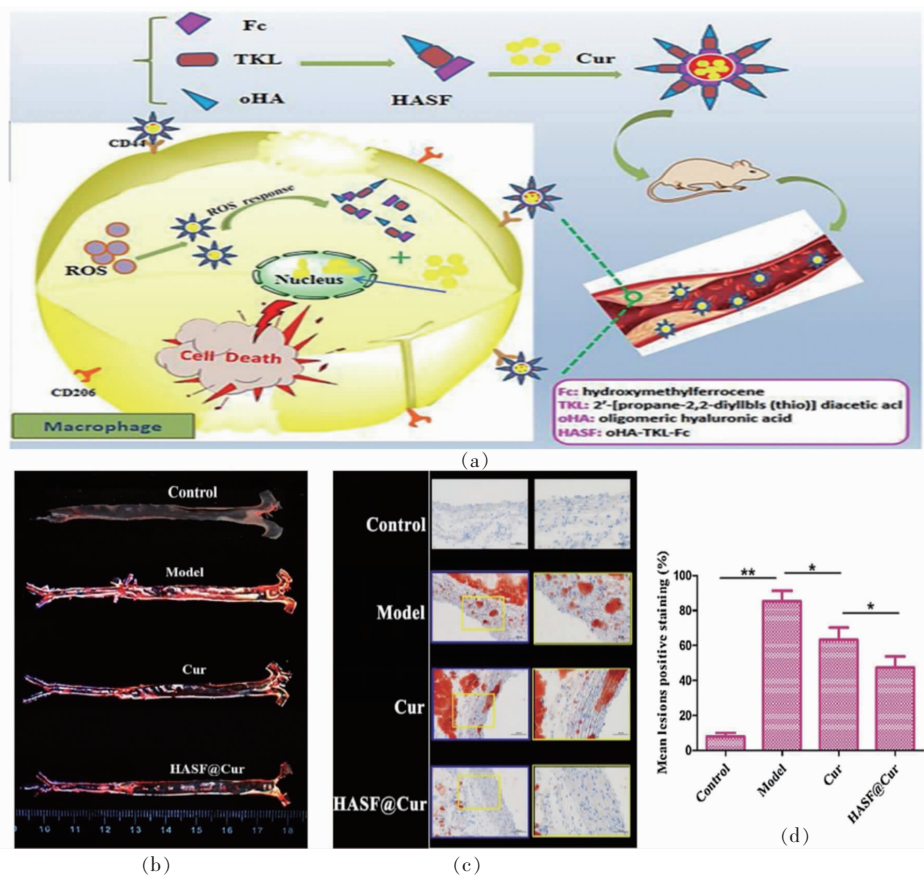 Fc
TKL
oHA
HASF
Cur
CD44
ROS response
ROS
+
Nucleus
Cell Death
CD206
Macrophage
Fc: hydroxymethylferrocene
TKL: 2′-[propane-2,2-diyllbls (thio)] diacetic acl
oHA: oligomeric hyaluronic acid
HASF: oHA-TKL-Fc
(a)
Control
Model
Cur
HASF@Cur
10 11 12 13 14 15 16 17 18
(b)
Control
Model
Cur
HASF@Cur
(c)
Mean lesions positive staining (%)
100
80
60
40
20
0
**
*
*
Control
Model
Cur
HASF@Cur
(d)